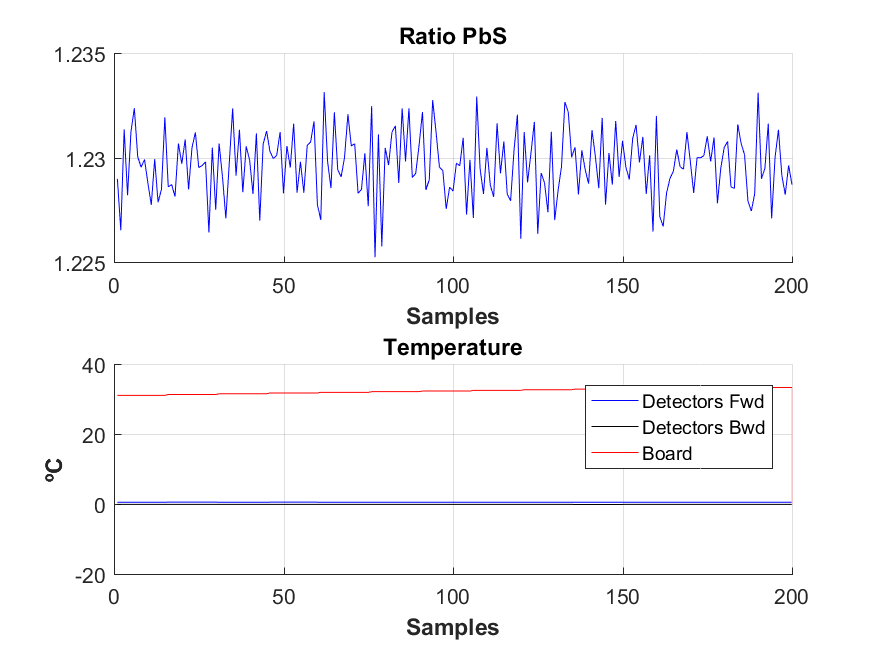 Ratio PbS
1.235
1.23
1.225
0 50 100 150 200
Samples
Temperature
40
20
0
-20
ºC
Detectors Fwd
Detectors Bwd
Board
0 50 100 150 200
Samples